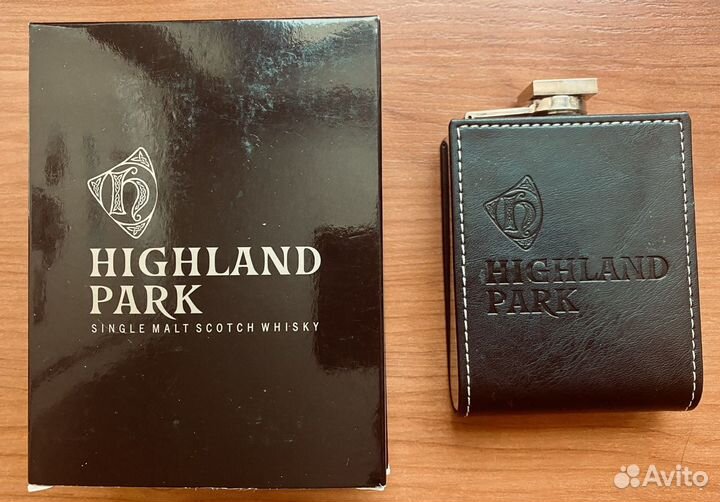 H
HIGHLAND
PARK
SINGLE MALT SCOTCH WHISKY
H
HIGHLAND
PARK
Avito